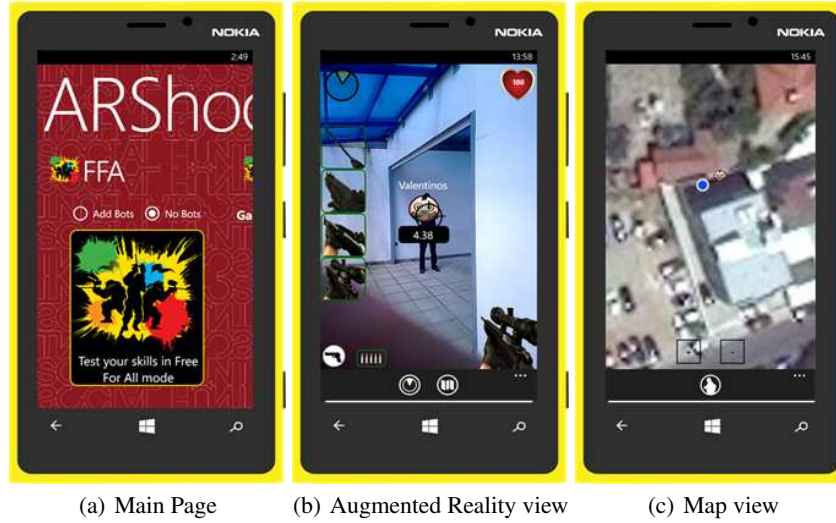 NOKIA
2:49
ARShoo
FFA
Add Bots
No Bots
Ga
Test your skills in Free
For All mode
NOKIA
13:58
100
Valentinos
4.38
NOKIA
15:45
(a) Main Page
(b) Augmented Reality view
(c) Map view